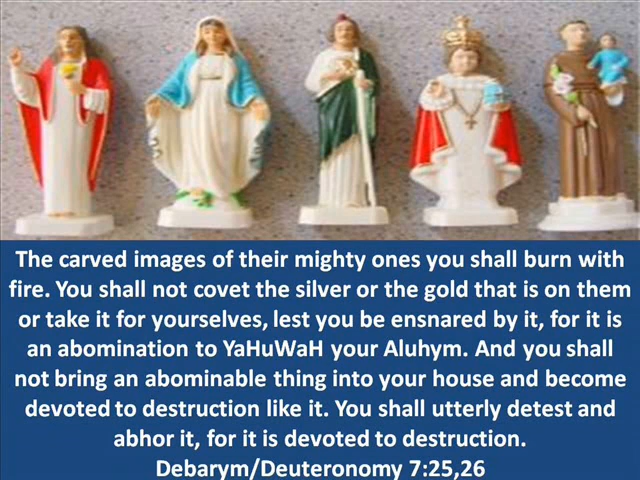 The carved images of their mighty ones you shall burn with
fire. You shall not covet the silver or the gold that is on them
or take it for yourselves, lest you be ensnared by it, for it is
an abomination to YaHuWaH your Aluhym. And you shall
not bring an abominable thing into your house and become
devoted to destruction like it. You shall utterly detest and
abhor it, for it is devoted to destruction.
Debarym/Deuteronomy 7:25,26